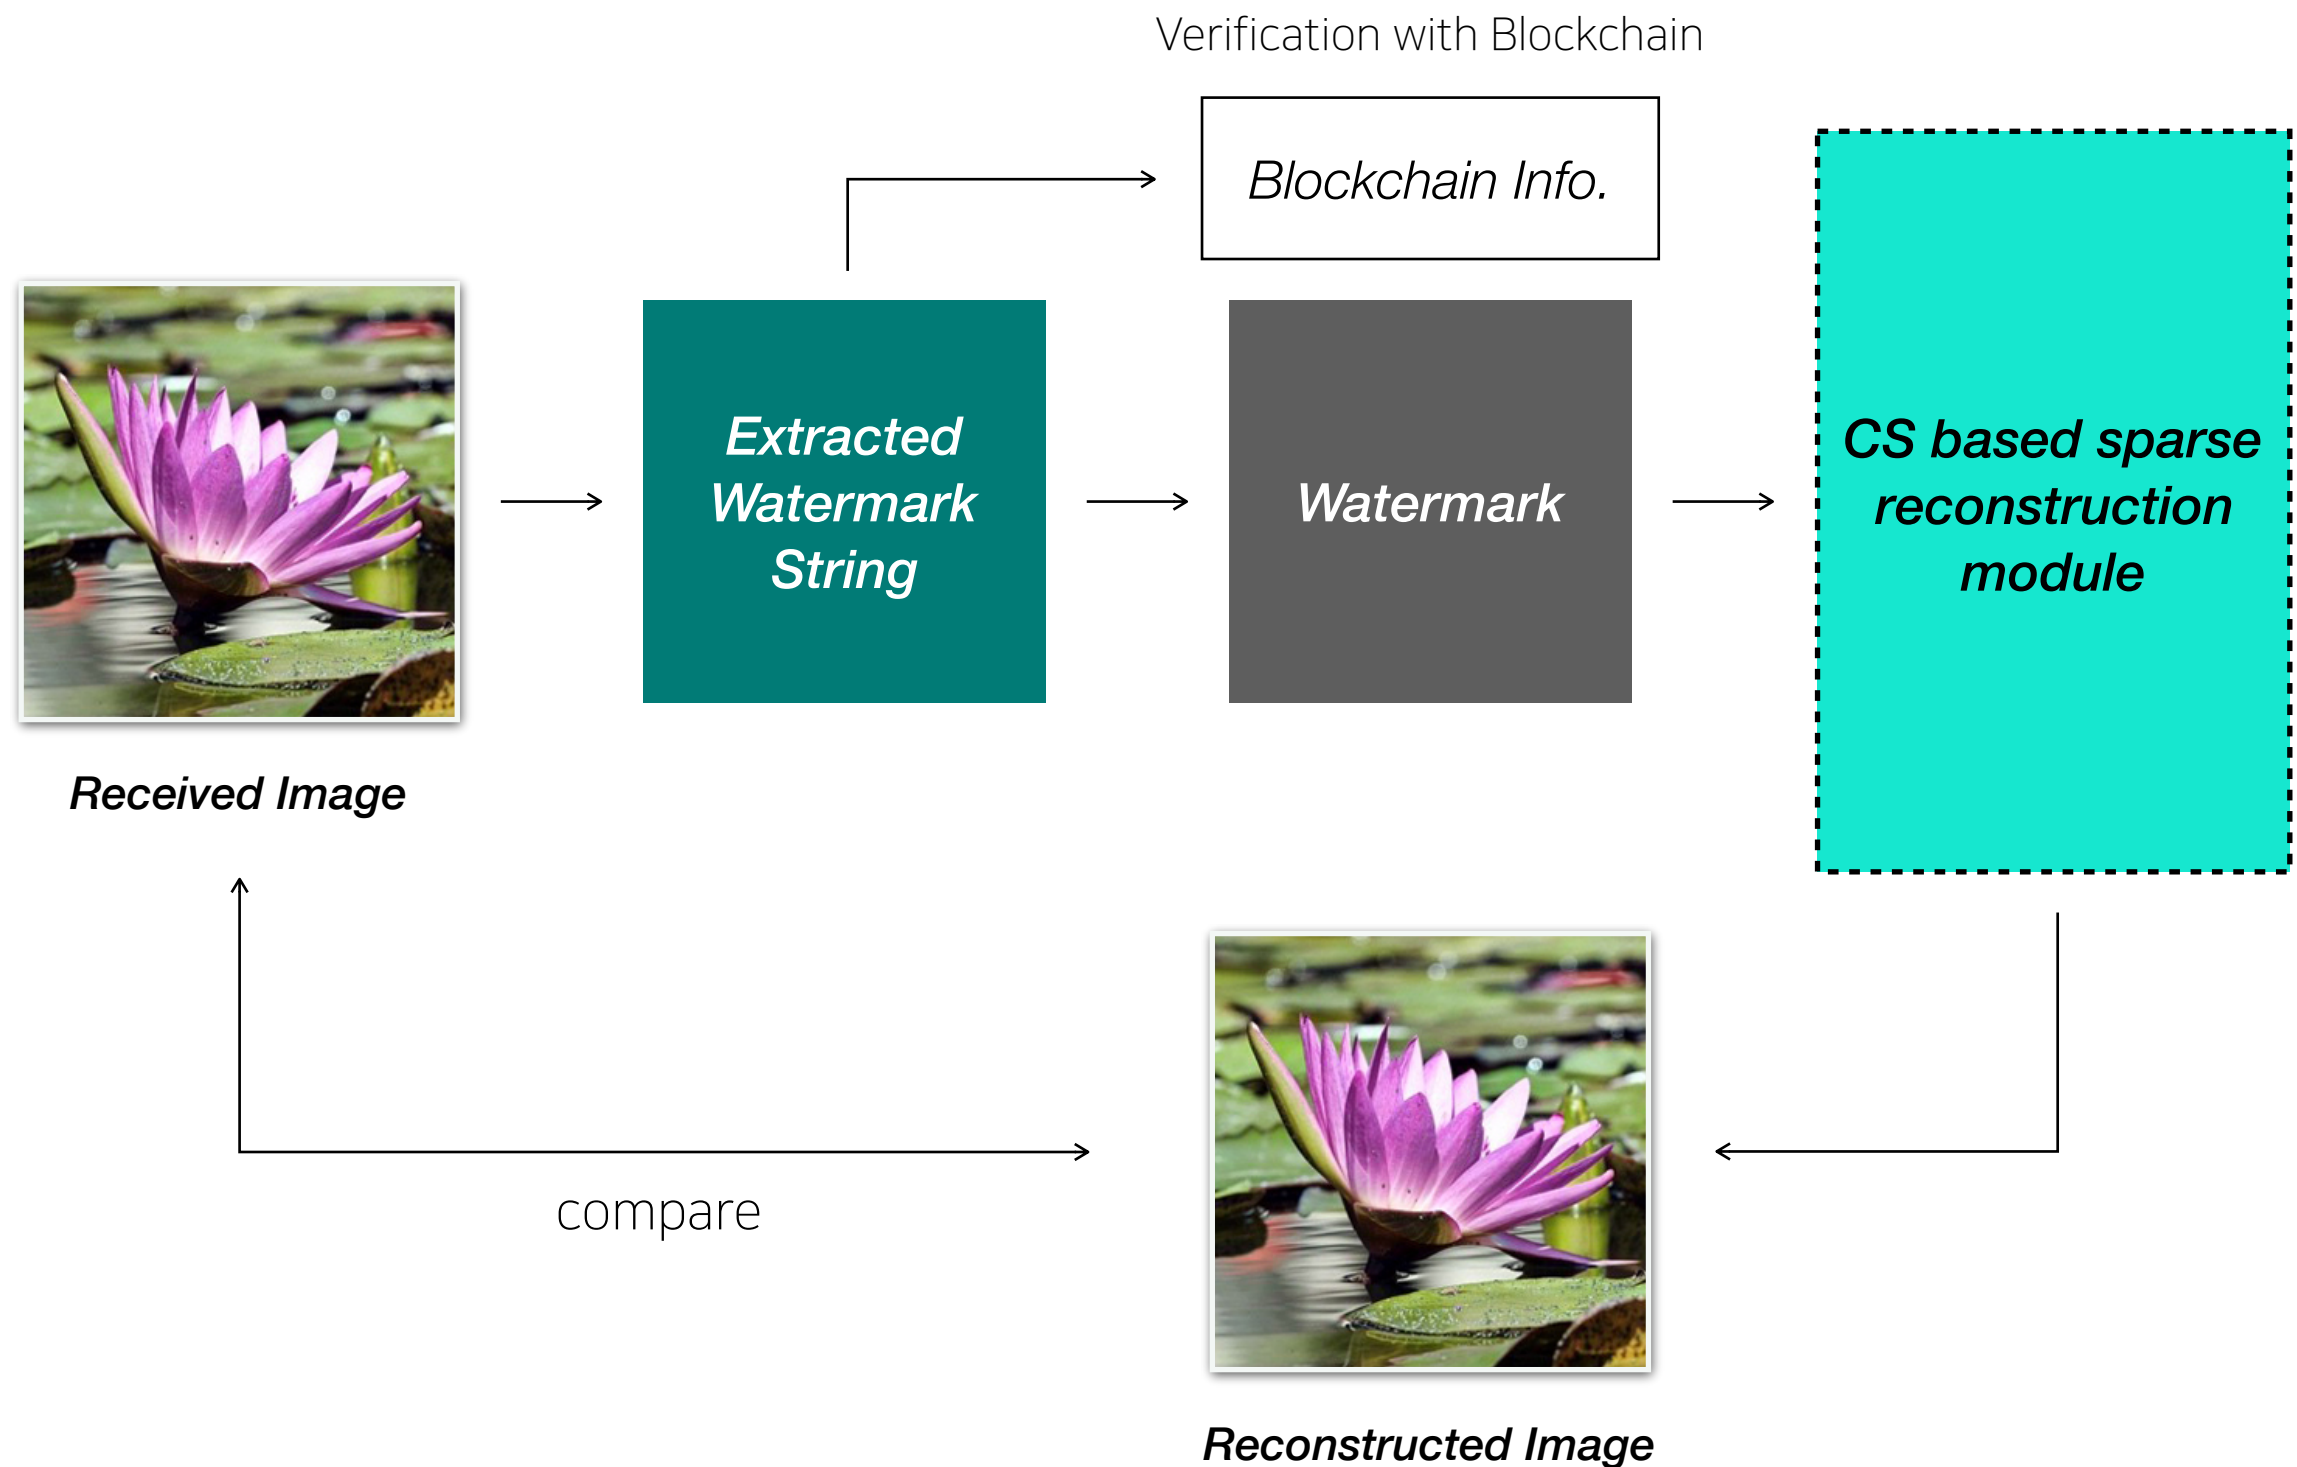 Verification with Blockchain
Blockchain Info.
Extracted
Watermark
String
Watermark
CS based sparse
reconstruction
module
Received Image
compare
Reconstructed Image